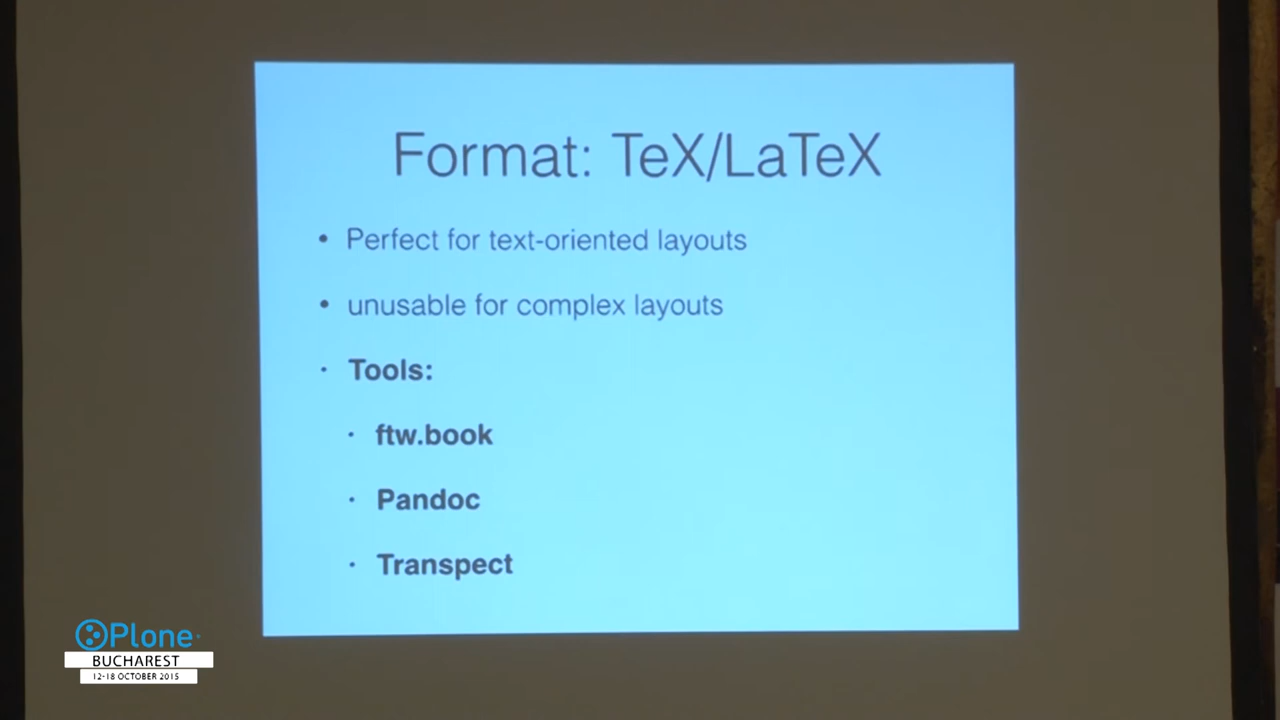 Format: TeX/LaTeX
• Perfect for text-oriented layouts
• unusable for complex layouts
• Tools:
• ftw.book
• Pandoc
• Transpect
Plone
BUCHAREST
12-18 OCTOBER 2015